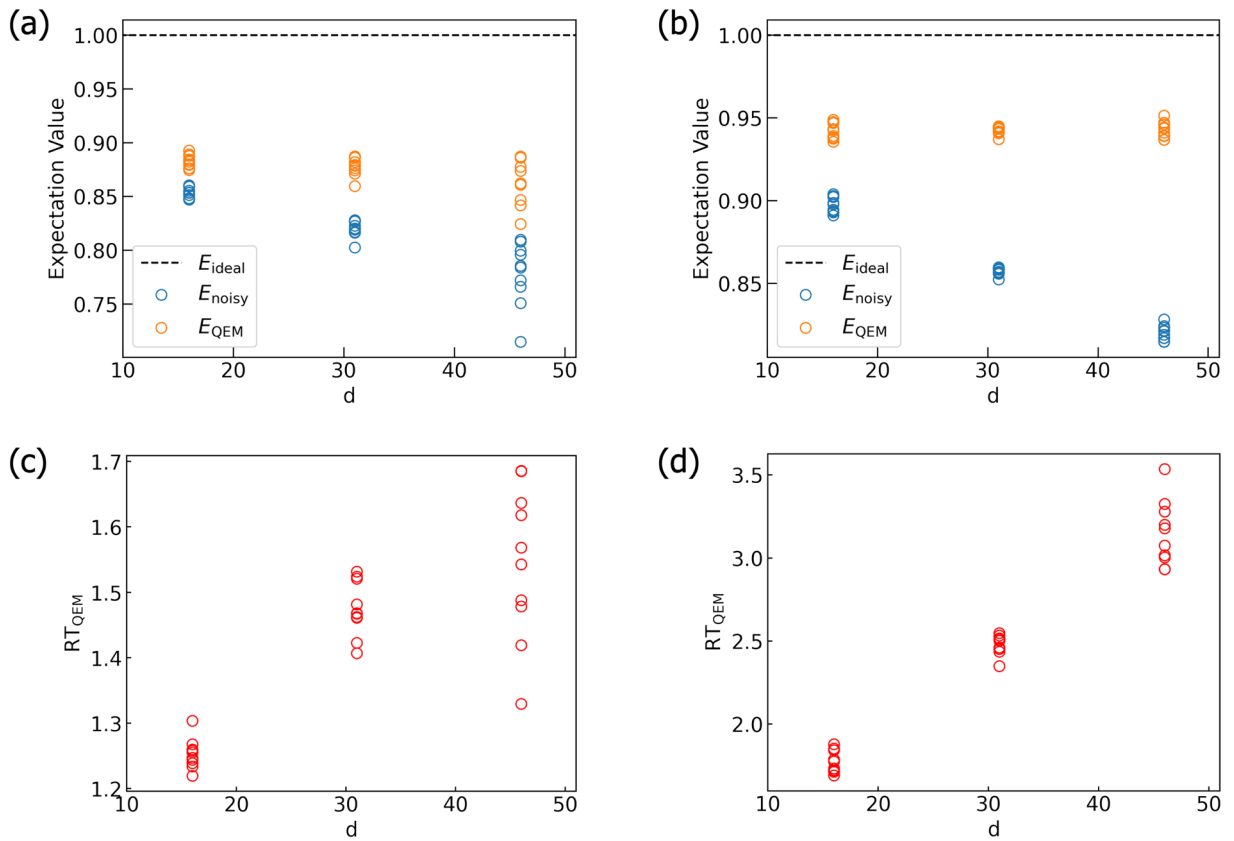 (a)
Expectation Value
1.00
0.95
0.90
0.85
0.80
0.75
E_ideal
E_noisy
E_QEM
10 20 30 40 50
d
(b)
Expectation Value
1.00
0.95
0.90
0.85
E_ideal
E_noisy
E_QEM
10 20 30 40 50
d
(c)
RT_QEM
1.7
1.6
1.5
1.4
1.3
1.2
10 20 30 40 50
d
(d)
RT_QEM
3.5
3.0
2.5
2.0
10 20 30 40 50
d